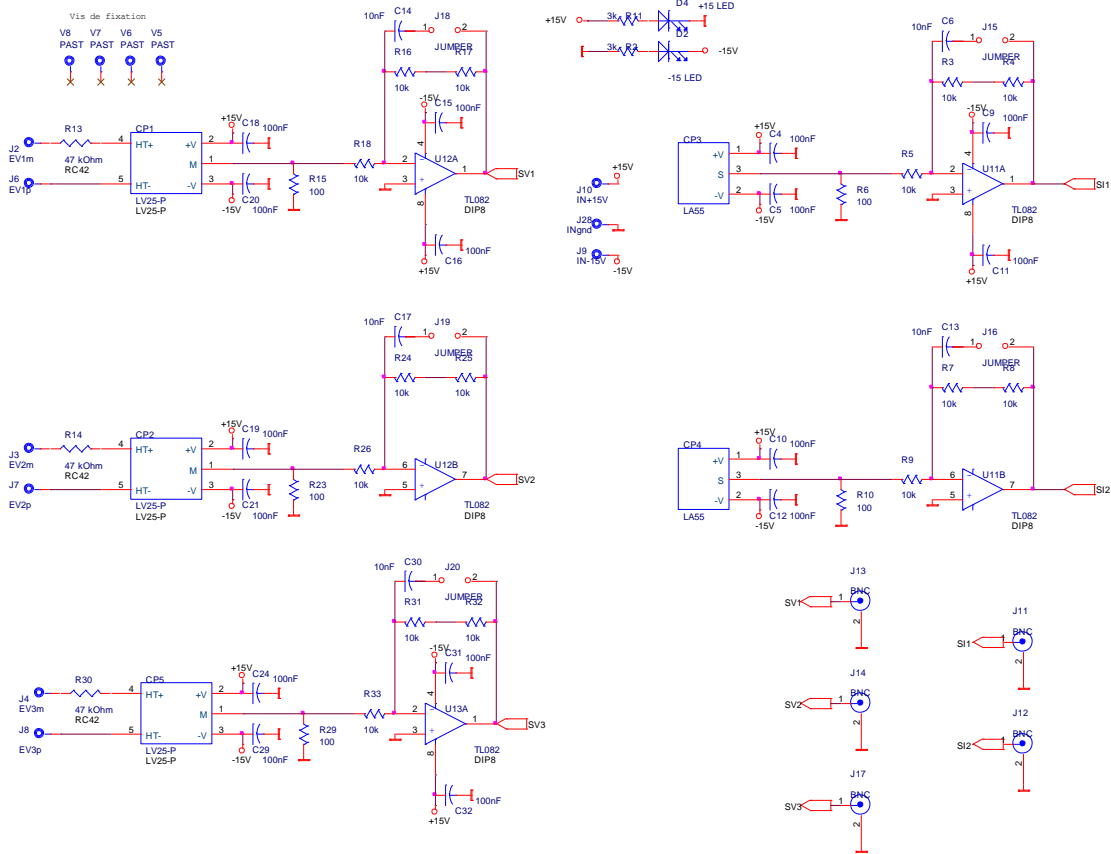 Vis de fixation
V8 V7 V6 V5
PAST PAST PAST PAST
C14 J18
10nF 1 2
JUMPER
R16 R17
10k 10k
-15V C15
100nF
4
J2
EV1m
R13
47 kOhm
RC42
J6
EV1p
CP1
4 HT+ +V 2
M 1
5 HT- -V 3
LV25-P
LV25-P
+15V C18
100nF
C20
-15V 100nF
R15
100
R18
10k
2 U12A
3 1
SV1
8
TL082
DIP8
100nF
C16
+15V
+15V 3k R11 D4 +15 LED
3k R2 D2 -15V
-15 LED
J10 +15V
IN+15V
J28
INgnd
J9
IN-15V
-15V
C6 J15
10nF 1 2
JUMPER
R3 R4
10k 10k
-15V C9
100nF
4
CP3
+V 1
S 3
-V 2
LA55
+15V C4
100nF
C5
-15V 100nF
R6
100
R5
10k
2 U11A
3 1
SI1
8
TL082
DIP8
100nF
C11
+15V
C17 J19
10nF 1 2
JUMPER
R24 R25
10k 10k
J3
EV2m
R14
47 kOhm
RC42
J7
EV2p
CP2
4 HT+ +V 2
M 1
5 HT- -V 3
LV25-P
LV25-P
+15V C19
100nF
C21
-15V 100nF
R23
100
R26
10k
6 U12B
5 7
SV2
TL082
DIP8
C13 J16
10nF 1 2
JUMPER
R7 R8
10k 10k
CP4
+V 1
S 3
-V 2
LA55
+15V C10
100nF
C12 100nF
-15V
R10
100
R9
10k
6 U11B
5 7
SI2
TL082
DIP8
C30 J20
10nF 1 2
JUMPER
R31 R32
10k 10k
-15V C31
100nF
4
J4
EV3m
R30
47 kOhm
RC42
J8
EV3p
CP5
4 HT+ +V 2
M 1
5 HT- -V 3
LV25-P
LV25-P
+15V C24
100nF
C29
-15V 100nF
R29
100
R33
10k
2 U13A
3 1
SV3
8
TL082
DIP8
100nF
C32
+15V
J13
BNC
SV1 1
2
J11
BNC
SI1 1
2
J14
BNC
SV2 1
2
J12
BNC
SI2 1
2
J17
BNC
SV3 1
2